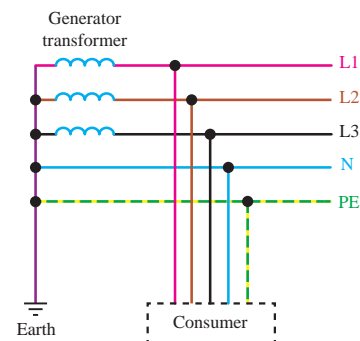 Generator
transformer
L1
L2
L3
N
PE
Earth
Consumer